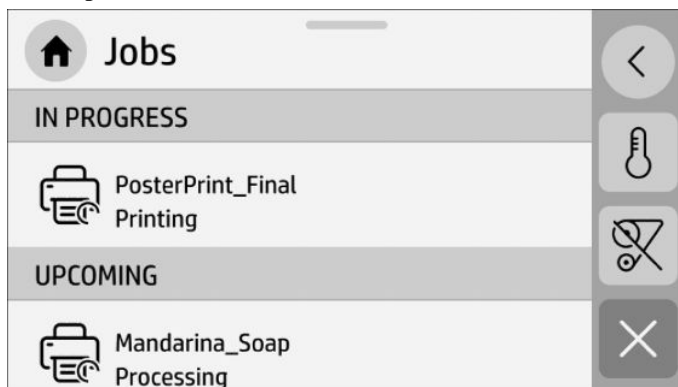 Jobs
IN PROGRESS
PosterPrint_Final
Printing
UPCOMING
Mandarina_Soap
Processing